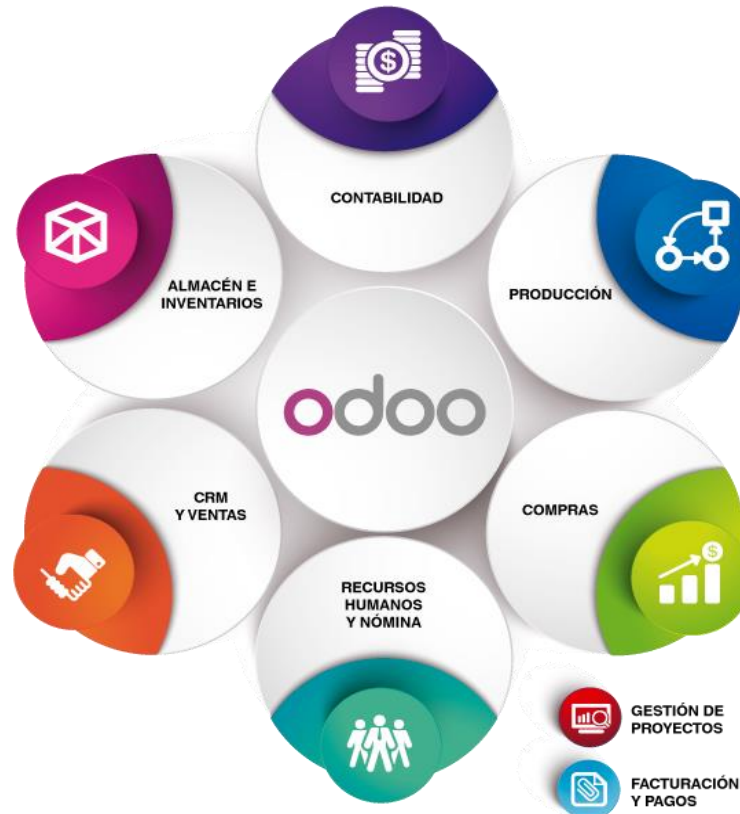 $
CONTABILIDAD
ALMACÉN E
INVENTARIOS
PRODUCCIÓN
odoo
CRM
Y VENTAS
COMPRAS
$
RECURSOS
HUMANOS
Y NÓMINA
GESTIÓN DE
PROYECTOS
FACTURACIÓN
Y PAGOS